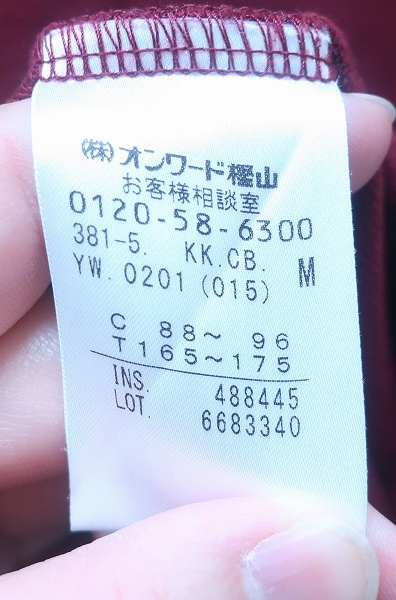 (株)オンワード樫山
お客様相談室
0120-58-6300
381-5. KK.CB. M
YW. 0201 (015)
C 88～ 96
T 165～175
INS. 488445
LOT. 6683340